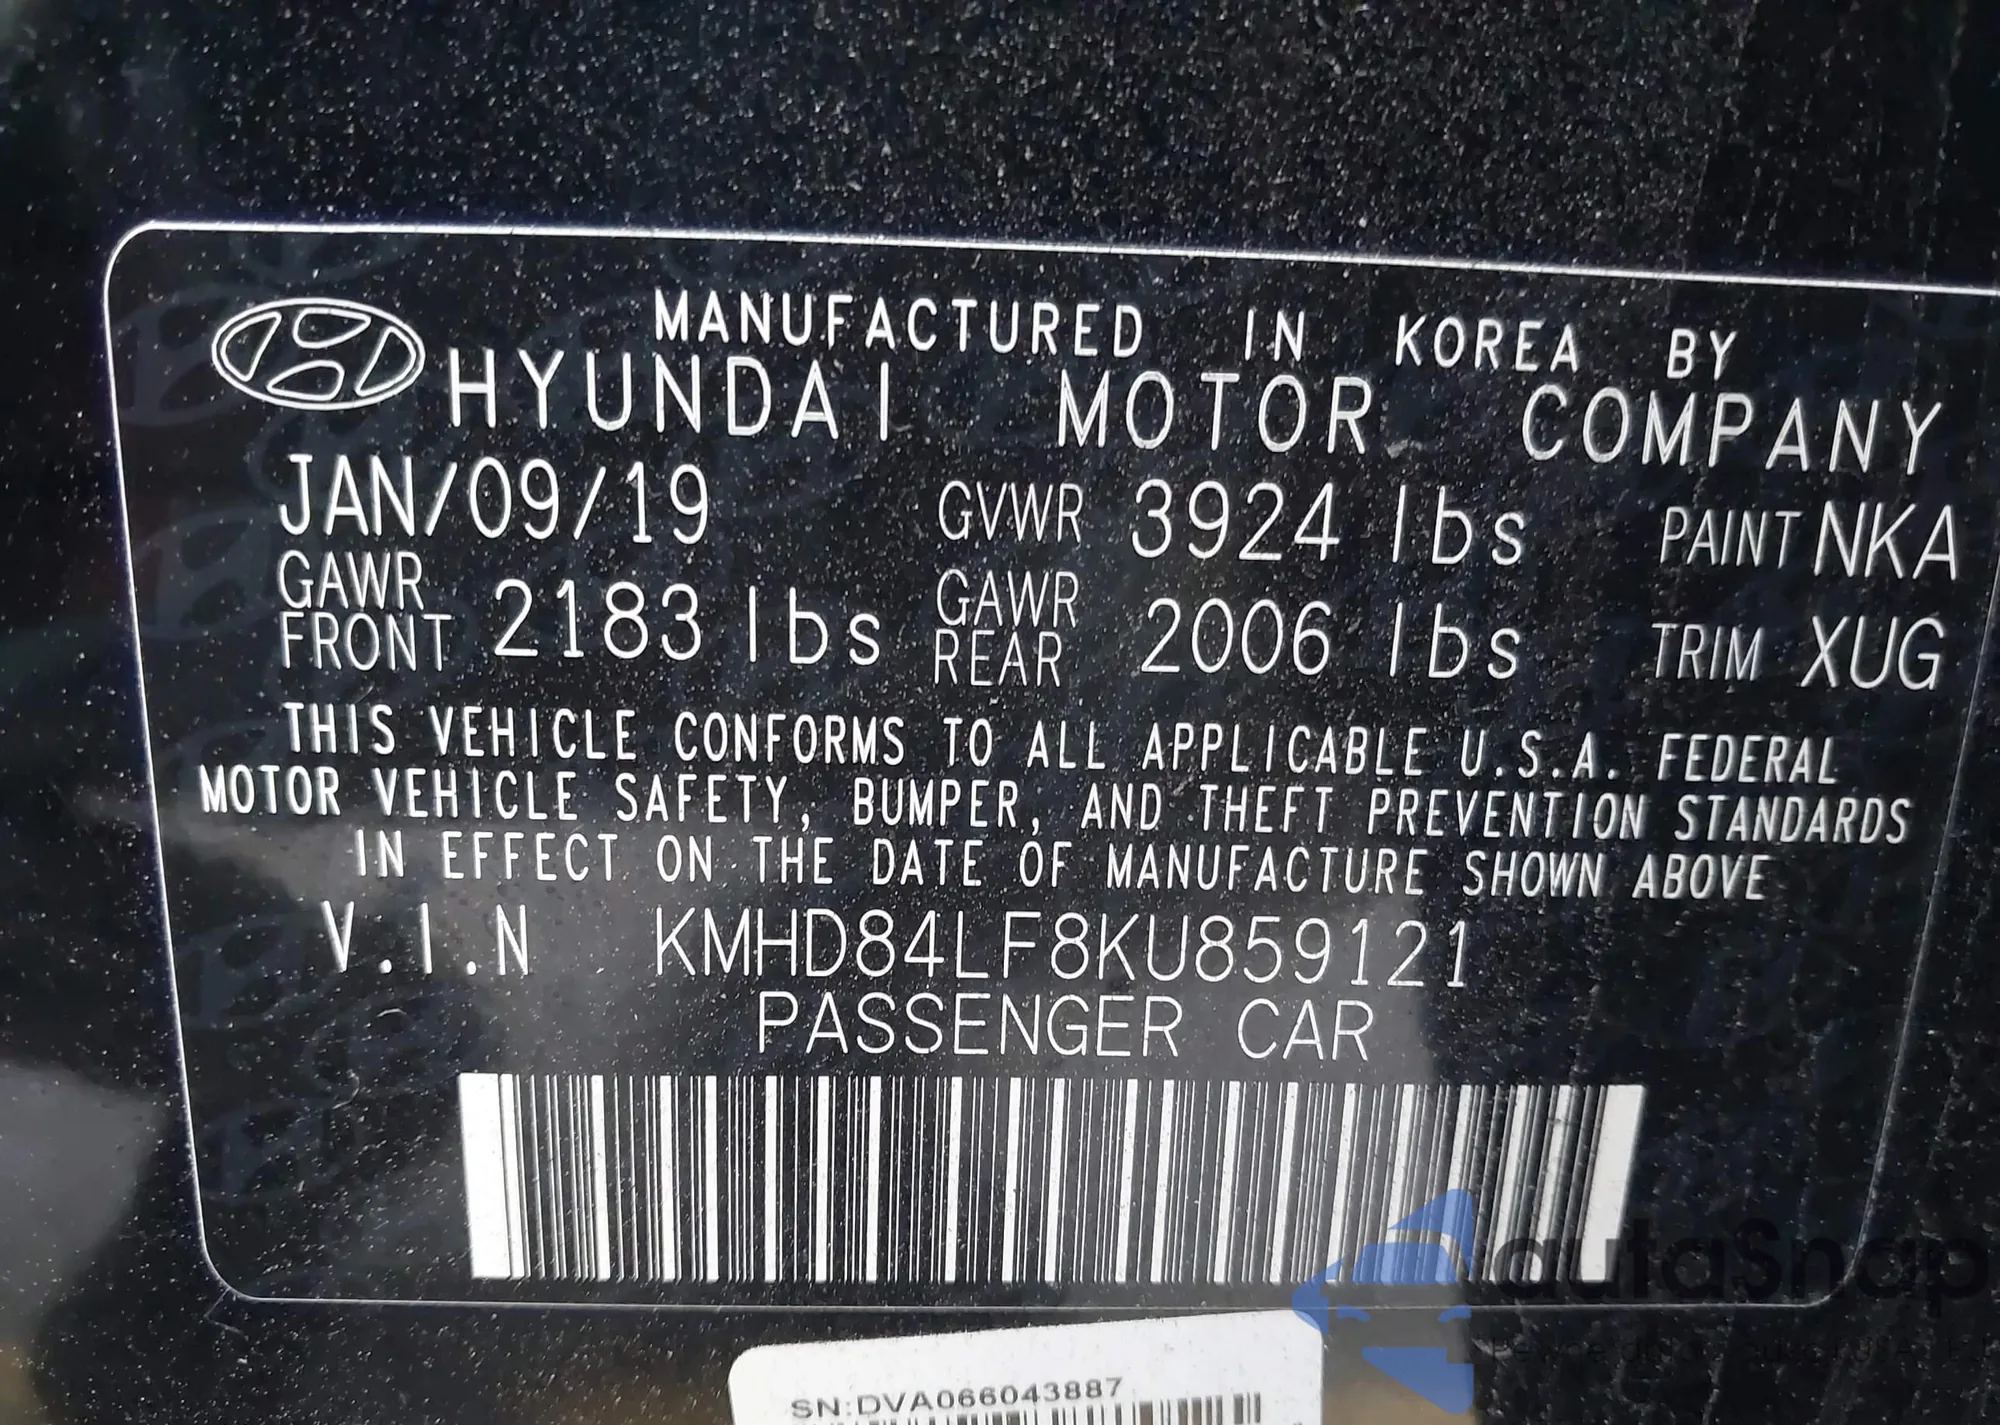 MANUFACTURED IN KOREA BY
HYUNDAI MOTOR COMPANY
JAN/09/19 GVWR 3924 lbs PAINT NKA
GAWR FRONT 2183 lbs GAWR REAR 2006 lbs TRIM XUG
THIS VEHICLE CONFORMS TO ALL APPLICABLE U.S.A. FEDERAL
MOTOR VEHICLE SAFETY, BUMPER, AND THEFT PREVENTION STANDARDS
IN EFFECT ON THE DATE OF MANUFACTURE SHOWN ABOVE
V.I.N KMHD84LF8KU859121
PASSENGER CAR
autaSnap
SN:DVA066043887